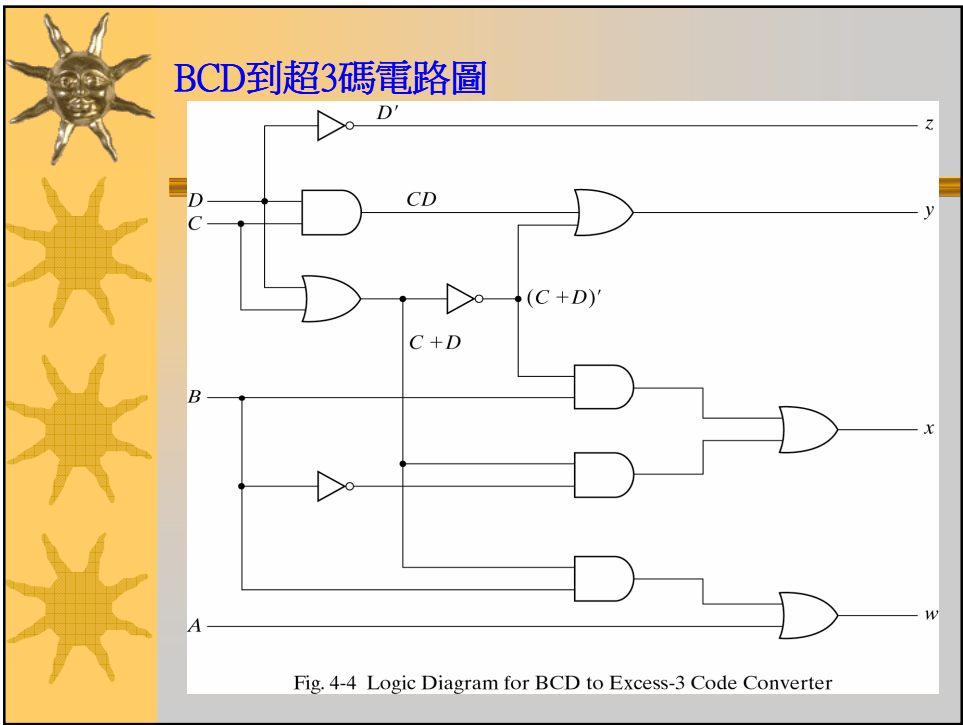 BCD到超3碼電路圖
D′
z
D
CD
y
C
(C + D)′
C + D
B
x
w
A
Fig. 4-4 Logic Diagram for BCD to Excess-3 Code Converter